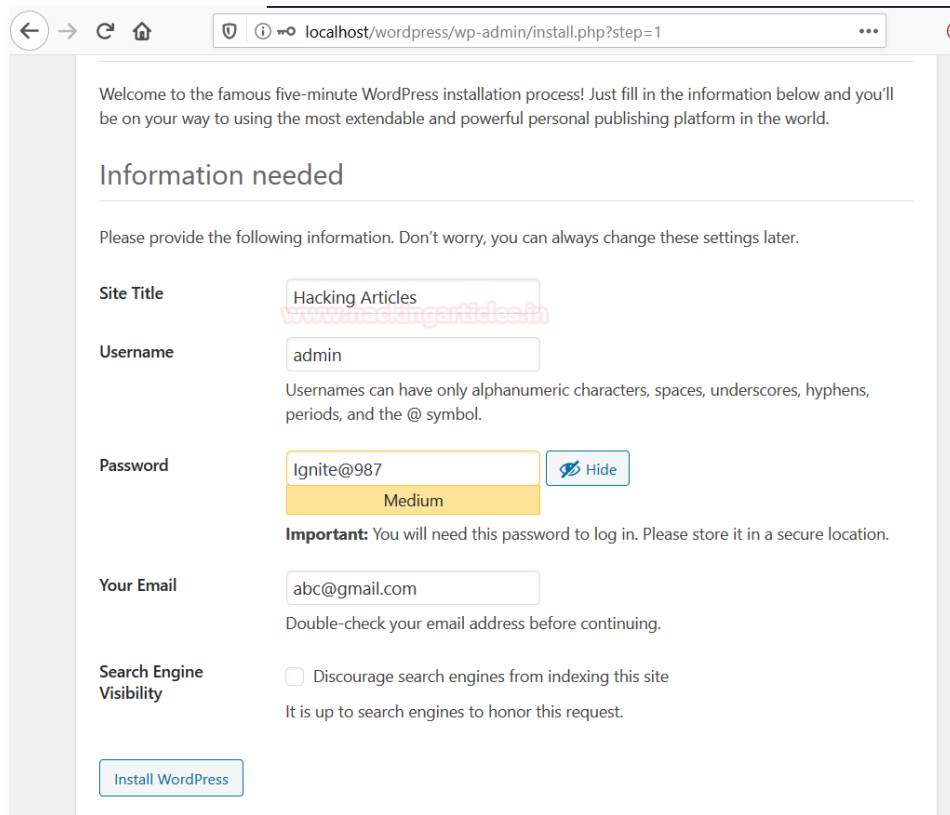 localhost/wordpress/wp-admin/install.php?step=1
Welcome to the famous five-minute WordPress installation process! Just fill in the information below and you’ll
be on your way to using the most extendable and powerful personal publishing platform in the world.
Information needed
Please provide the following information. Don’t worry, you can always change these settings later.
Site Title
Hacking Articles
www.hackingarticles.in
Username
admin
Usernames can have only alphanumeric characters, spaces, underscores, hyphens,
periods, and the @ symbol.
Password
Ignite@987
Hide
Medium
Important: You will need this password to log in. Please store it in a secure location.
Your Email
abc@gmail.com
Double-check your email address before continuing.
Search Engine
Visibility
Discourage search engines from indexing this site
It is up to search engines to honor this request.
Install WordPress